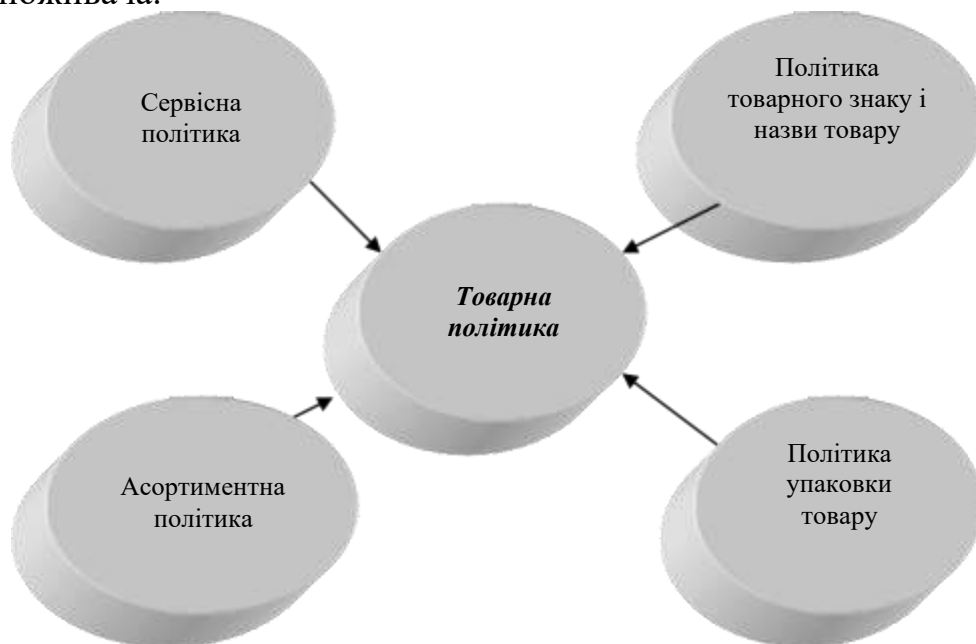 Сервісна
політика
Політика
товарного знаку і
назви товару
Товарна
політика
Асортиментна
політика
Політика
упаковки
товару